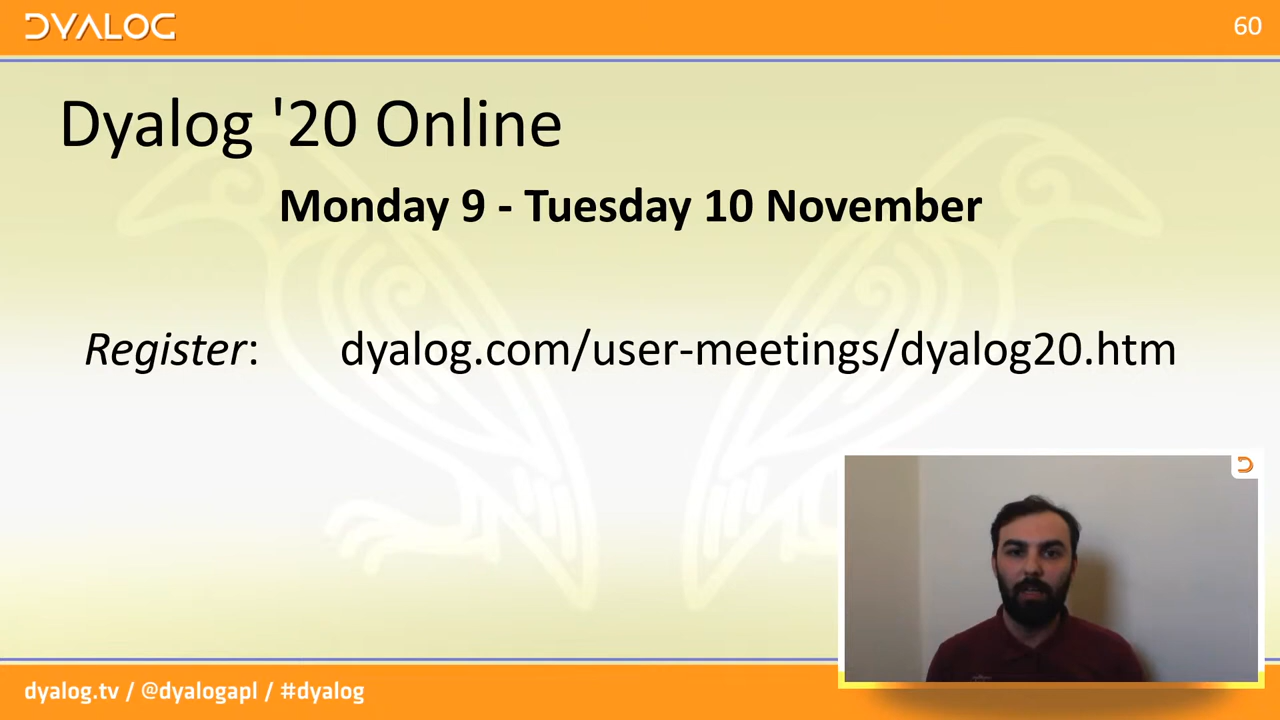 DYALOG
60
Dyalog '20 Online
Monday 9 - Tuesday 10 November
Register: dyalog.com/user-meetings/dyalog20.htm
dyalog.tv / @dyalogapl / #dyalog